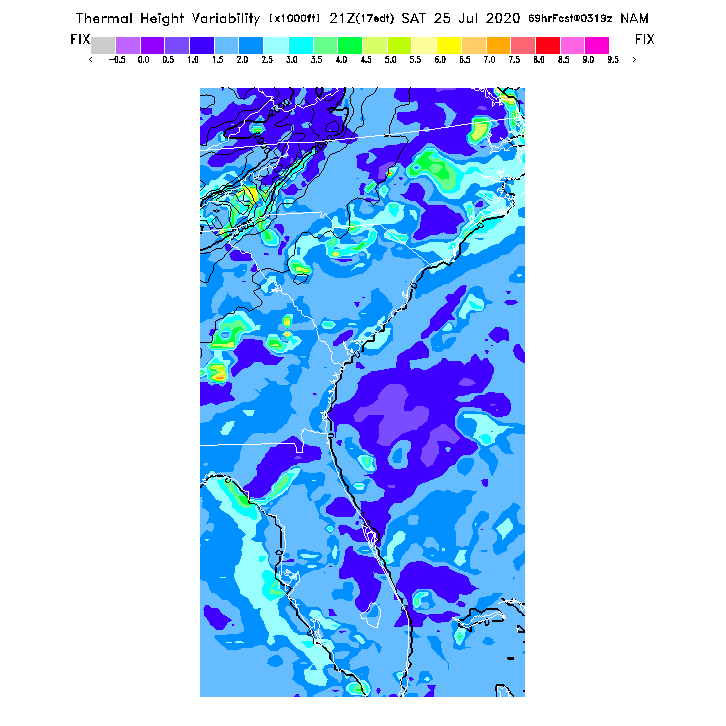 Thermal Height Variability [x1000ft] 21Z(17edt) SAT 25 Jul 2020 69hrFcst@0319z NAM
FIX FIX
< -0.5 0.0 0.5 1.0 1.5 2.0 2.5 3.0 3.5 4.0 4.5 5.0 5.5 6.0 6.5 7.0 7.5 8.0 8.5 9.0 9.5 >